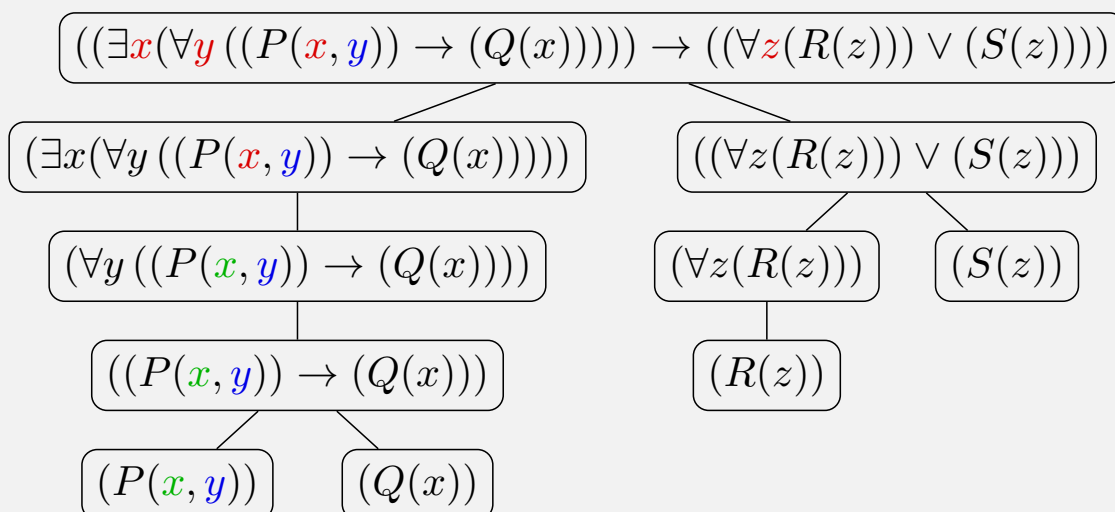 ((∃x(∀y ((P(x, y)) → (Q(x))))) → ((∀z(R(z))) ∨ (S(z))))
(∃x(∀y ((P(x, y)) → (Q(x)))))
((∀z(R(z))) ∨ (S(z)))
(∀y ((P(x, y)) → (Q(x))))
(∀z(R(z)))
(S(z))
((P(x, y)) → (Q(x)))
(R(z))
(P(x, y))
(Q(x))